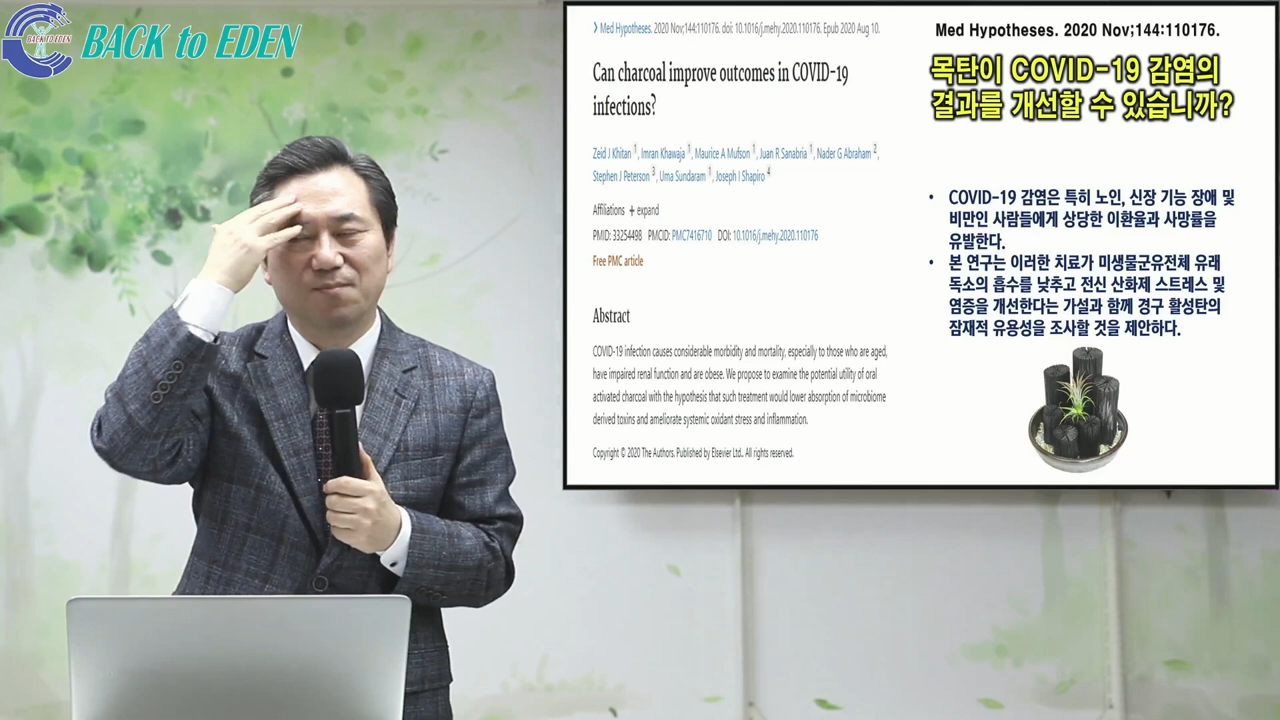 BACK TO EDEN
BACK to EDEN
Med Hypotheses. 2020 Nov;144:110176. doi: 10.1016/j.mehy.2020.110176. Epub 2020 Aug 10.
Can charcoal improve outcomes in COVID-19
infections?
Zeid J Khitan 1, Imran Khawaja 1, Maurice A Mufson 1, Juan R Sanabria 1, Nader G Abraham 2,
Stephen J Peterson 3, Uma Sundaram 1, Joseph I Shapiro 4
Affiliations + expand
PMID: 33254498 PMCID: PMC7416710 DOI: 10.1016/j.mehy.2020.110176
Free PMC article
Abstract
COVID-19 infection causes considerable morbidity and mortality, especially to those who are aged,
have impaired renal function and are obese. We propose to examine the potential utility of oral
activated charcoal with the hypothesis that such treatment would lower absorption of microbiome
derived toxins and ameliorate systemic oxidant stress and inflammation.
Copyright © 2020 The Authors. Published by Elsevier Ltd.. All rights reserved.
Med Hypotheses. 2020 Nov;144:110176.
목탄이 COVID-19 감염의
결과를 개선할 수 있습니까?
• COVID-19 감염은 특히 노인, 신장 기능 장애 및
비만인 사람들에게 상당한 이환율과 사망률을
유발한다.
• 본 연구는 이러한 치료가 미생물군유전체 유래
독소의 흡수를 낮추고 전신 산화제 스트레스 및
염증을 개선한다는 가설과 함께 경구 활성탄의
잠재적 유용성을 조사할 것을 제안하다.